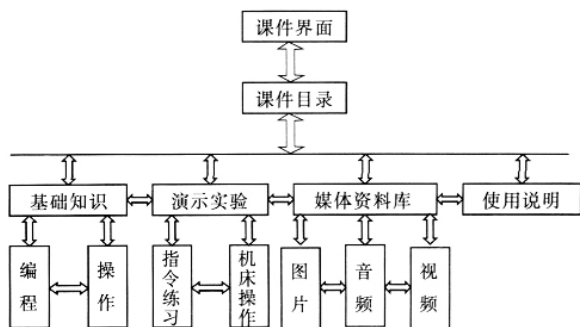 课件界面
课件目录
基础知识
演示实验
媒体资料库
使用说明
编程
操作
指令练习
机床操作
图片
音频
视频